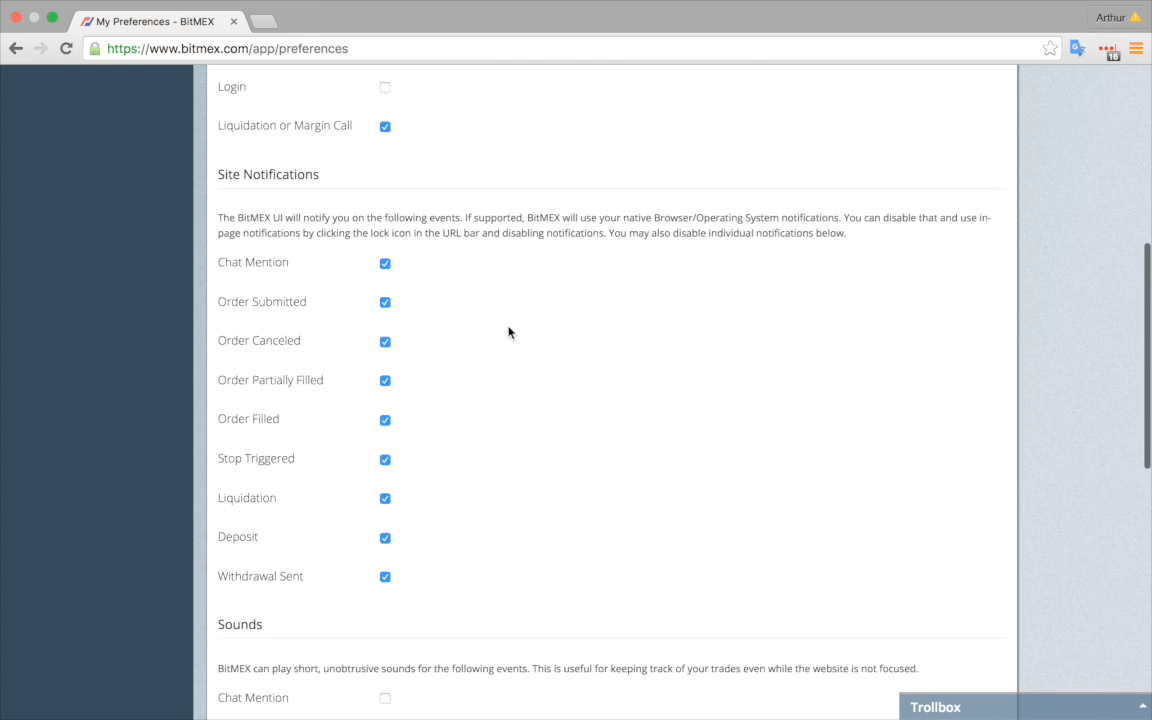 My Preferences - BitMEX
Arthur
https://www.bitmex.com/app/preferences
16
Login
Liquidation or Margin Call
Site Notifications
The BitMEX UI will notify you on the following events. If supported, BitMEX will use your native Browser/Operating System notifications. You can disable that and use in-
page notifications by clicking the lock icon in the URL bar and disabling notifications. You may also disable individual notifications below.
Chat Mention
Order Submitted
Order Canceled
Order Partially Filled
Order Filled
Stop Triggered
Liquidation
Deposit
Withdrawal Sent
Sounds
BitMEX can play short, unobtrusive sounds for the following events. This is useful for keeping track of your trades even while the website is not focused.
Chat Mention
Trollbox